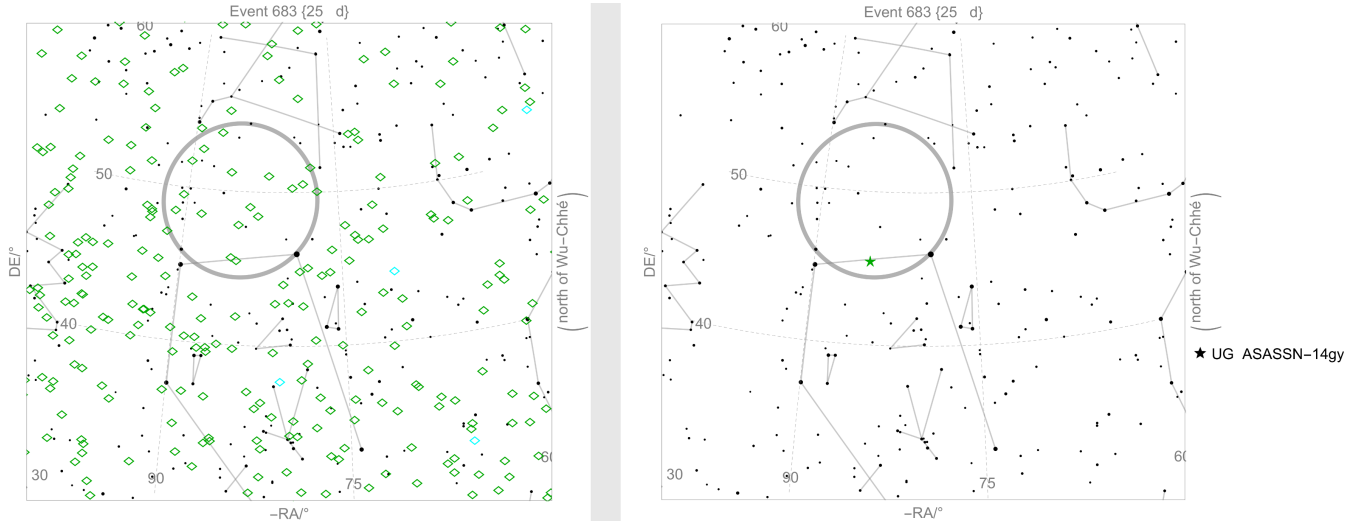 Event 683 {25 d}
60
50
40
30
90
75
60
DE/°
−RA/°
(north of Wu−Chhé)
Event 683 {25 d}
60
50
40
30
90
75
60
DE/°
−RA/°
(north of Wu−Chhé)
★ UG ASASSN−14gy